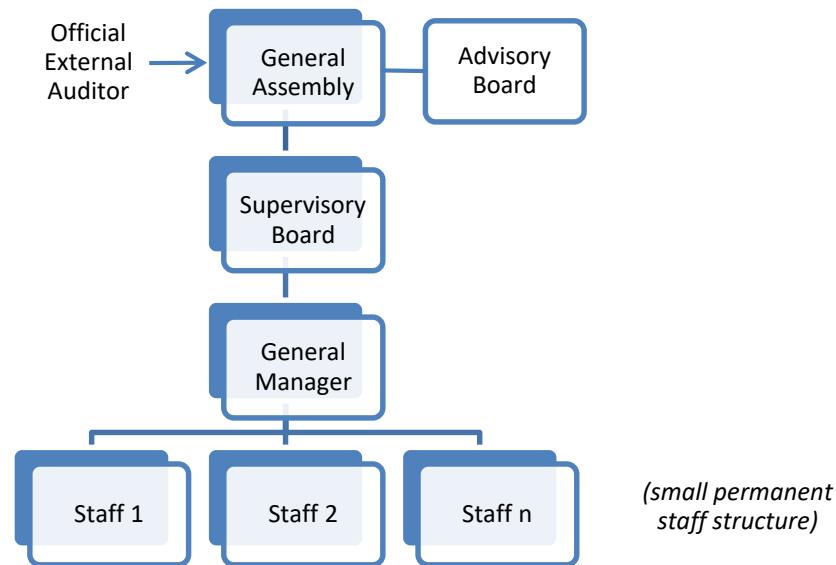 Official
External
Auditor
General
Assembly
Advisory
Board
Supervisory
Board
General
Manager
Staff 1
Staff 2
Staff n
(small permanent
staff structure)